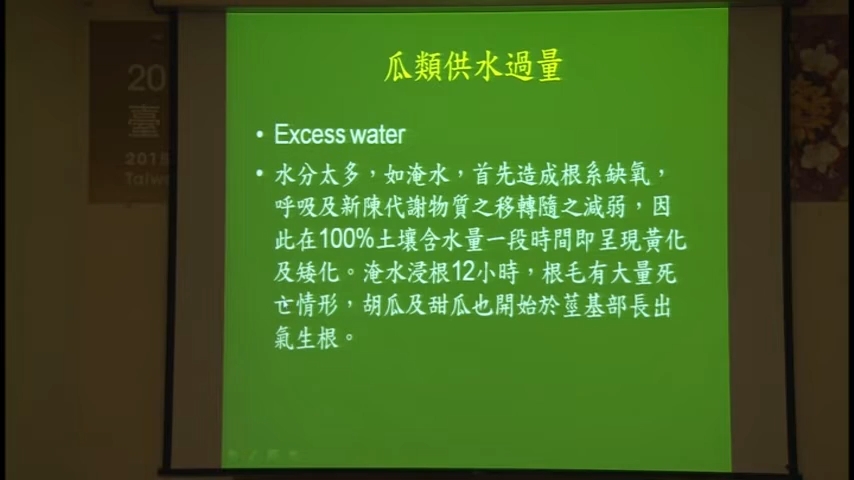 瓜類供水過量
• Excess water
• 水分太多，如淹水，首先造成根系缺氧，
呼吸及新陳代謝物質之移轉隨之減弱，因
此在100%土壤含水量一段時間即呈現黃化
及矮化。淹水浸根12小時，根毛有大量死
亡情形，胡瓜及甜瓜也開始於莖基部長出
氣生根。
20
臺
2015
Taiw